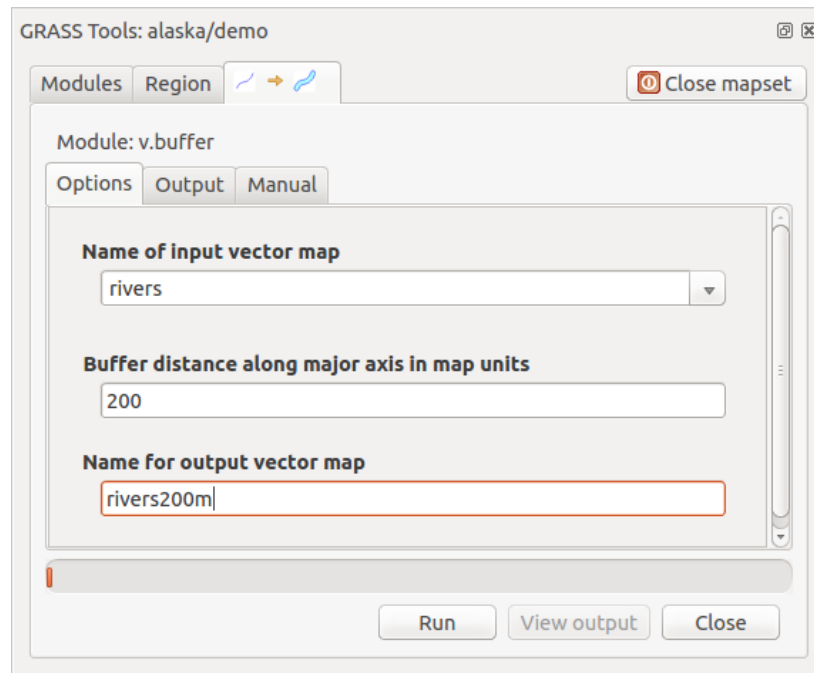 GRASS Tools: alaska/demo
Modules Region Close mapset
Module: v.buffer
Options Output Manual
Name of input vector map
rivers
Buffer distance along major axis in map units
200
Name for output vector map
rivers200m
Run View output Close